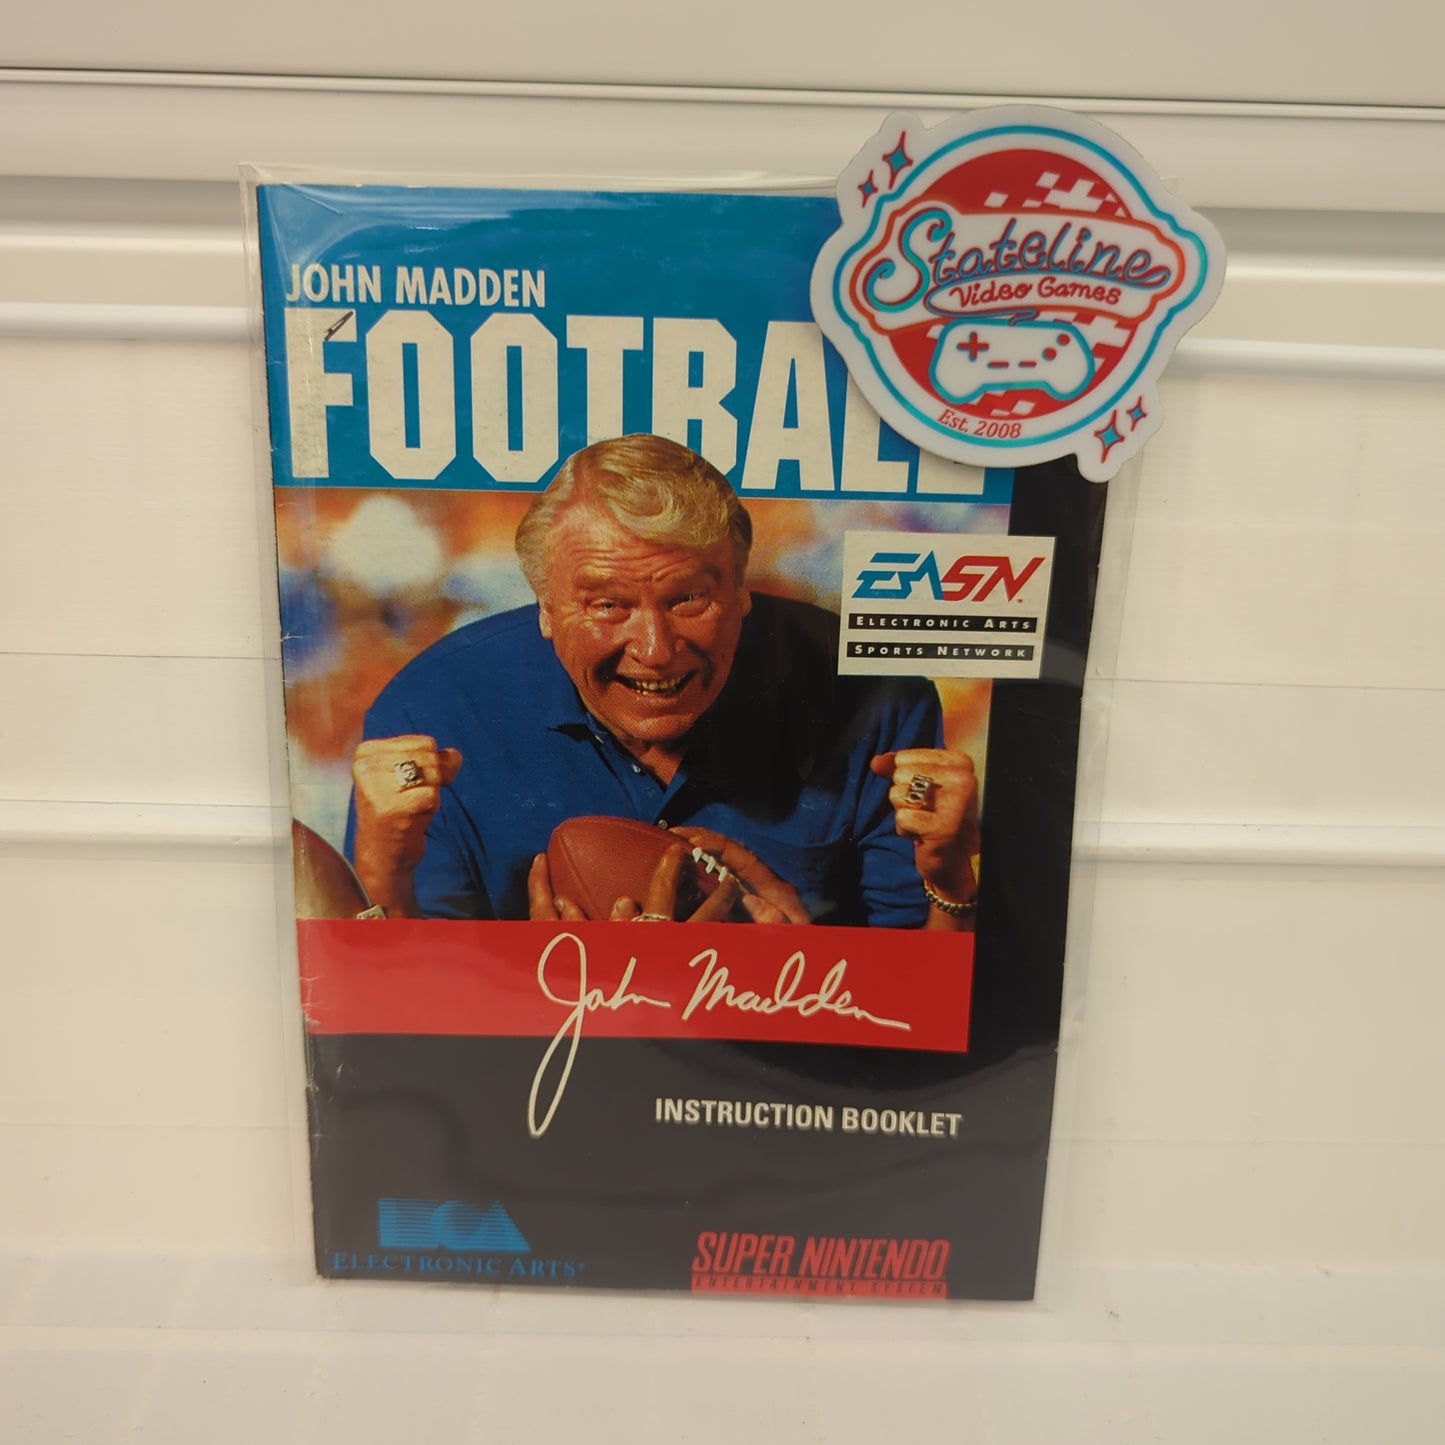 Stateline
Video Games
Est. 2008
JOHN MADDEN
FOOTBALL
EASN
ELECTRONIC ARTS
SPORTS NETWORK
John Madden
INSTRUCTION BOOKLET
ELECTRONIC ARTS®
SUPER NINTENDO
ENTERTAINMENT SYSTEM